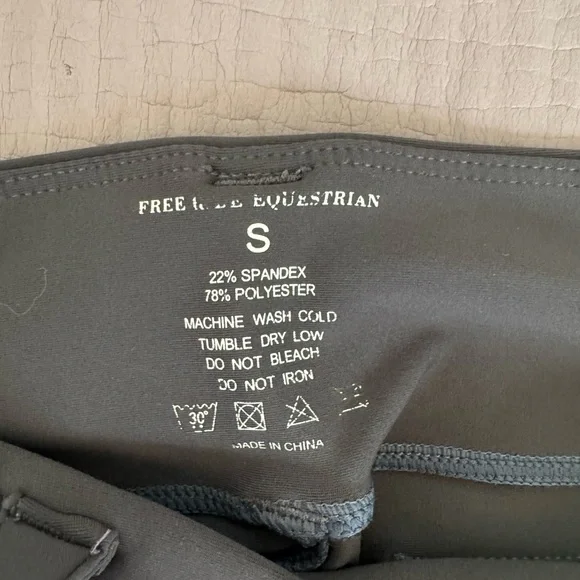 FREE EQUESTRIAN
S
22% SPANDEX
78% POLYESTER
MACHINE WASH COLD
TUMBLE DRY LOW
DO NOT BLEACH
DO NOT IRON
30°
MADE IN CHINA